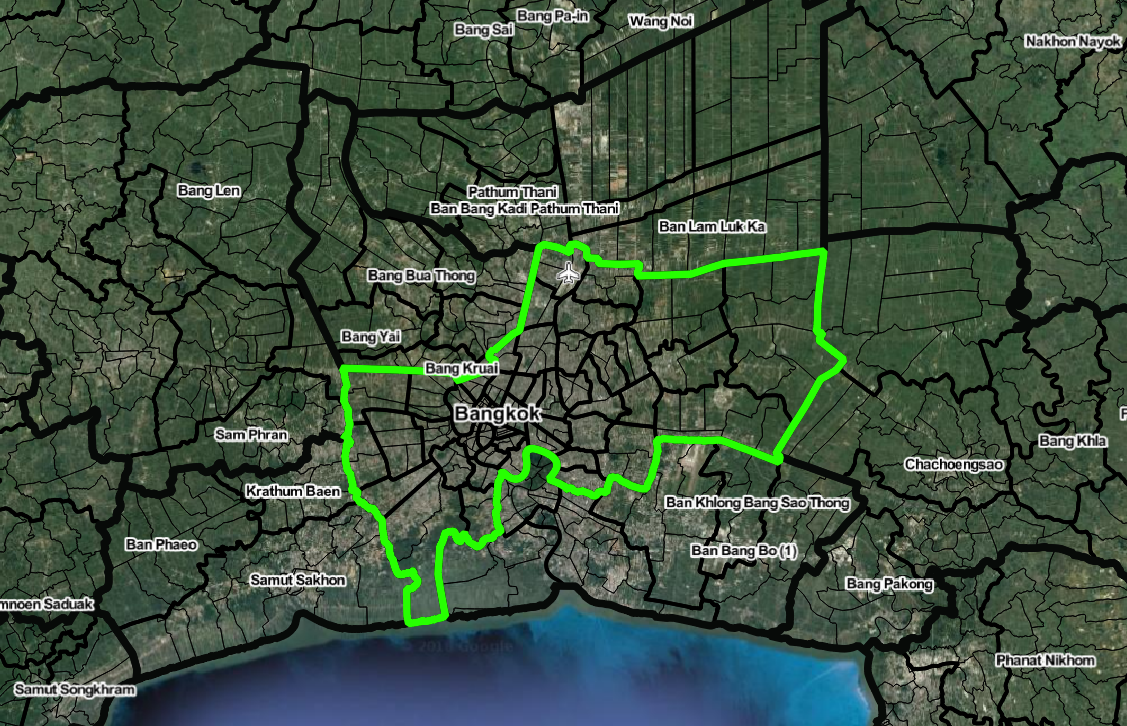 Bang Pa-in
Wang Noi
Bang Sai
Nakhon Nayok
Bang Len
Pathum Thani
Ban Bang Kadi Pathum Thani
Ban Lam Luk Ka
Bang Bua Thong
Bang Yai
Bang Kruai
Bangkok
Sam Phran
Bang Khla
Chachoengsao
Krathum Baen
Ban Khlong Bang Sao Thong
Ban Phaeo
Ban Bang Bo (1)
Samut Sakhon
Bang Pakong
mnoen Saduak
Phanat Nikhom
Samut Songkhram